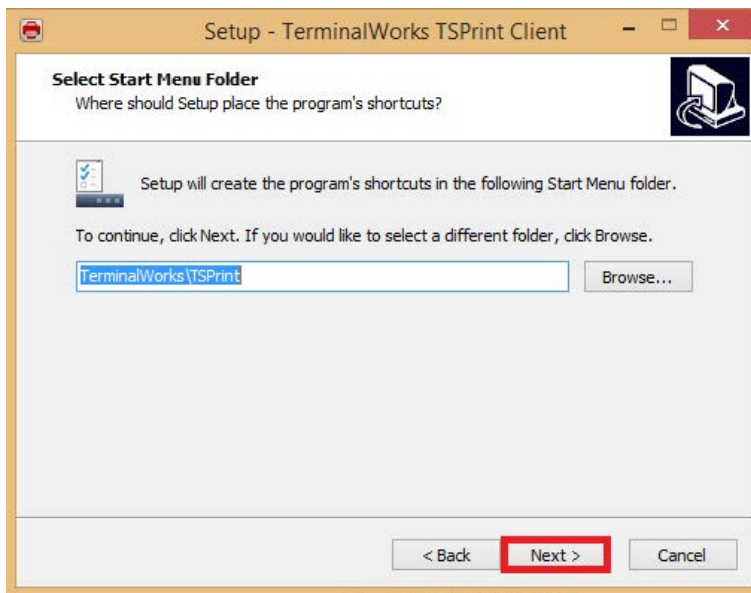 Setup - TerminalWorks TSPrint Client
Select Start Menu Folder
Where should Setup place the program's shortcuts?
Setup will create the program's shortcuts in the following Start Menu folder.
To continue, click Next. If you would like to select a different folder, click Browse.
TerminalWorks\TSPrint
Browse...
< Back
Next >
Cancel